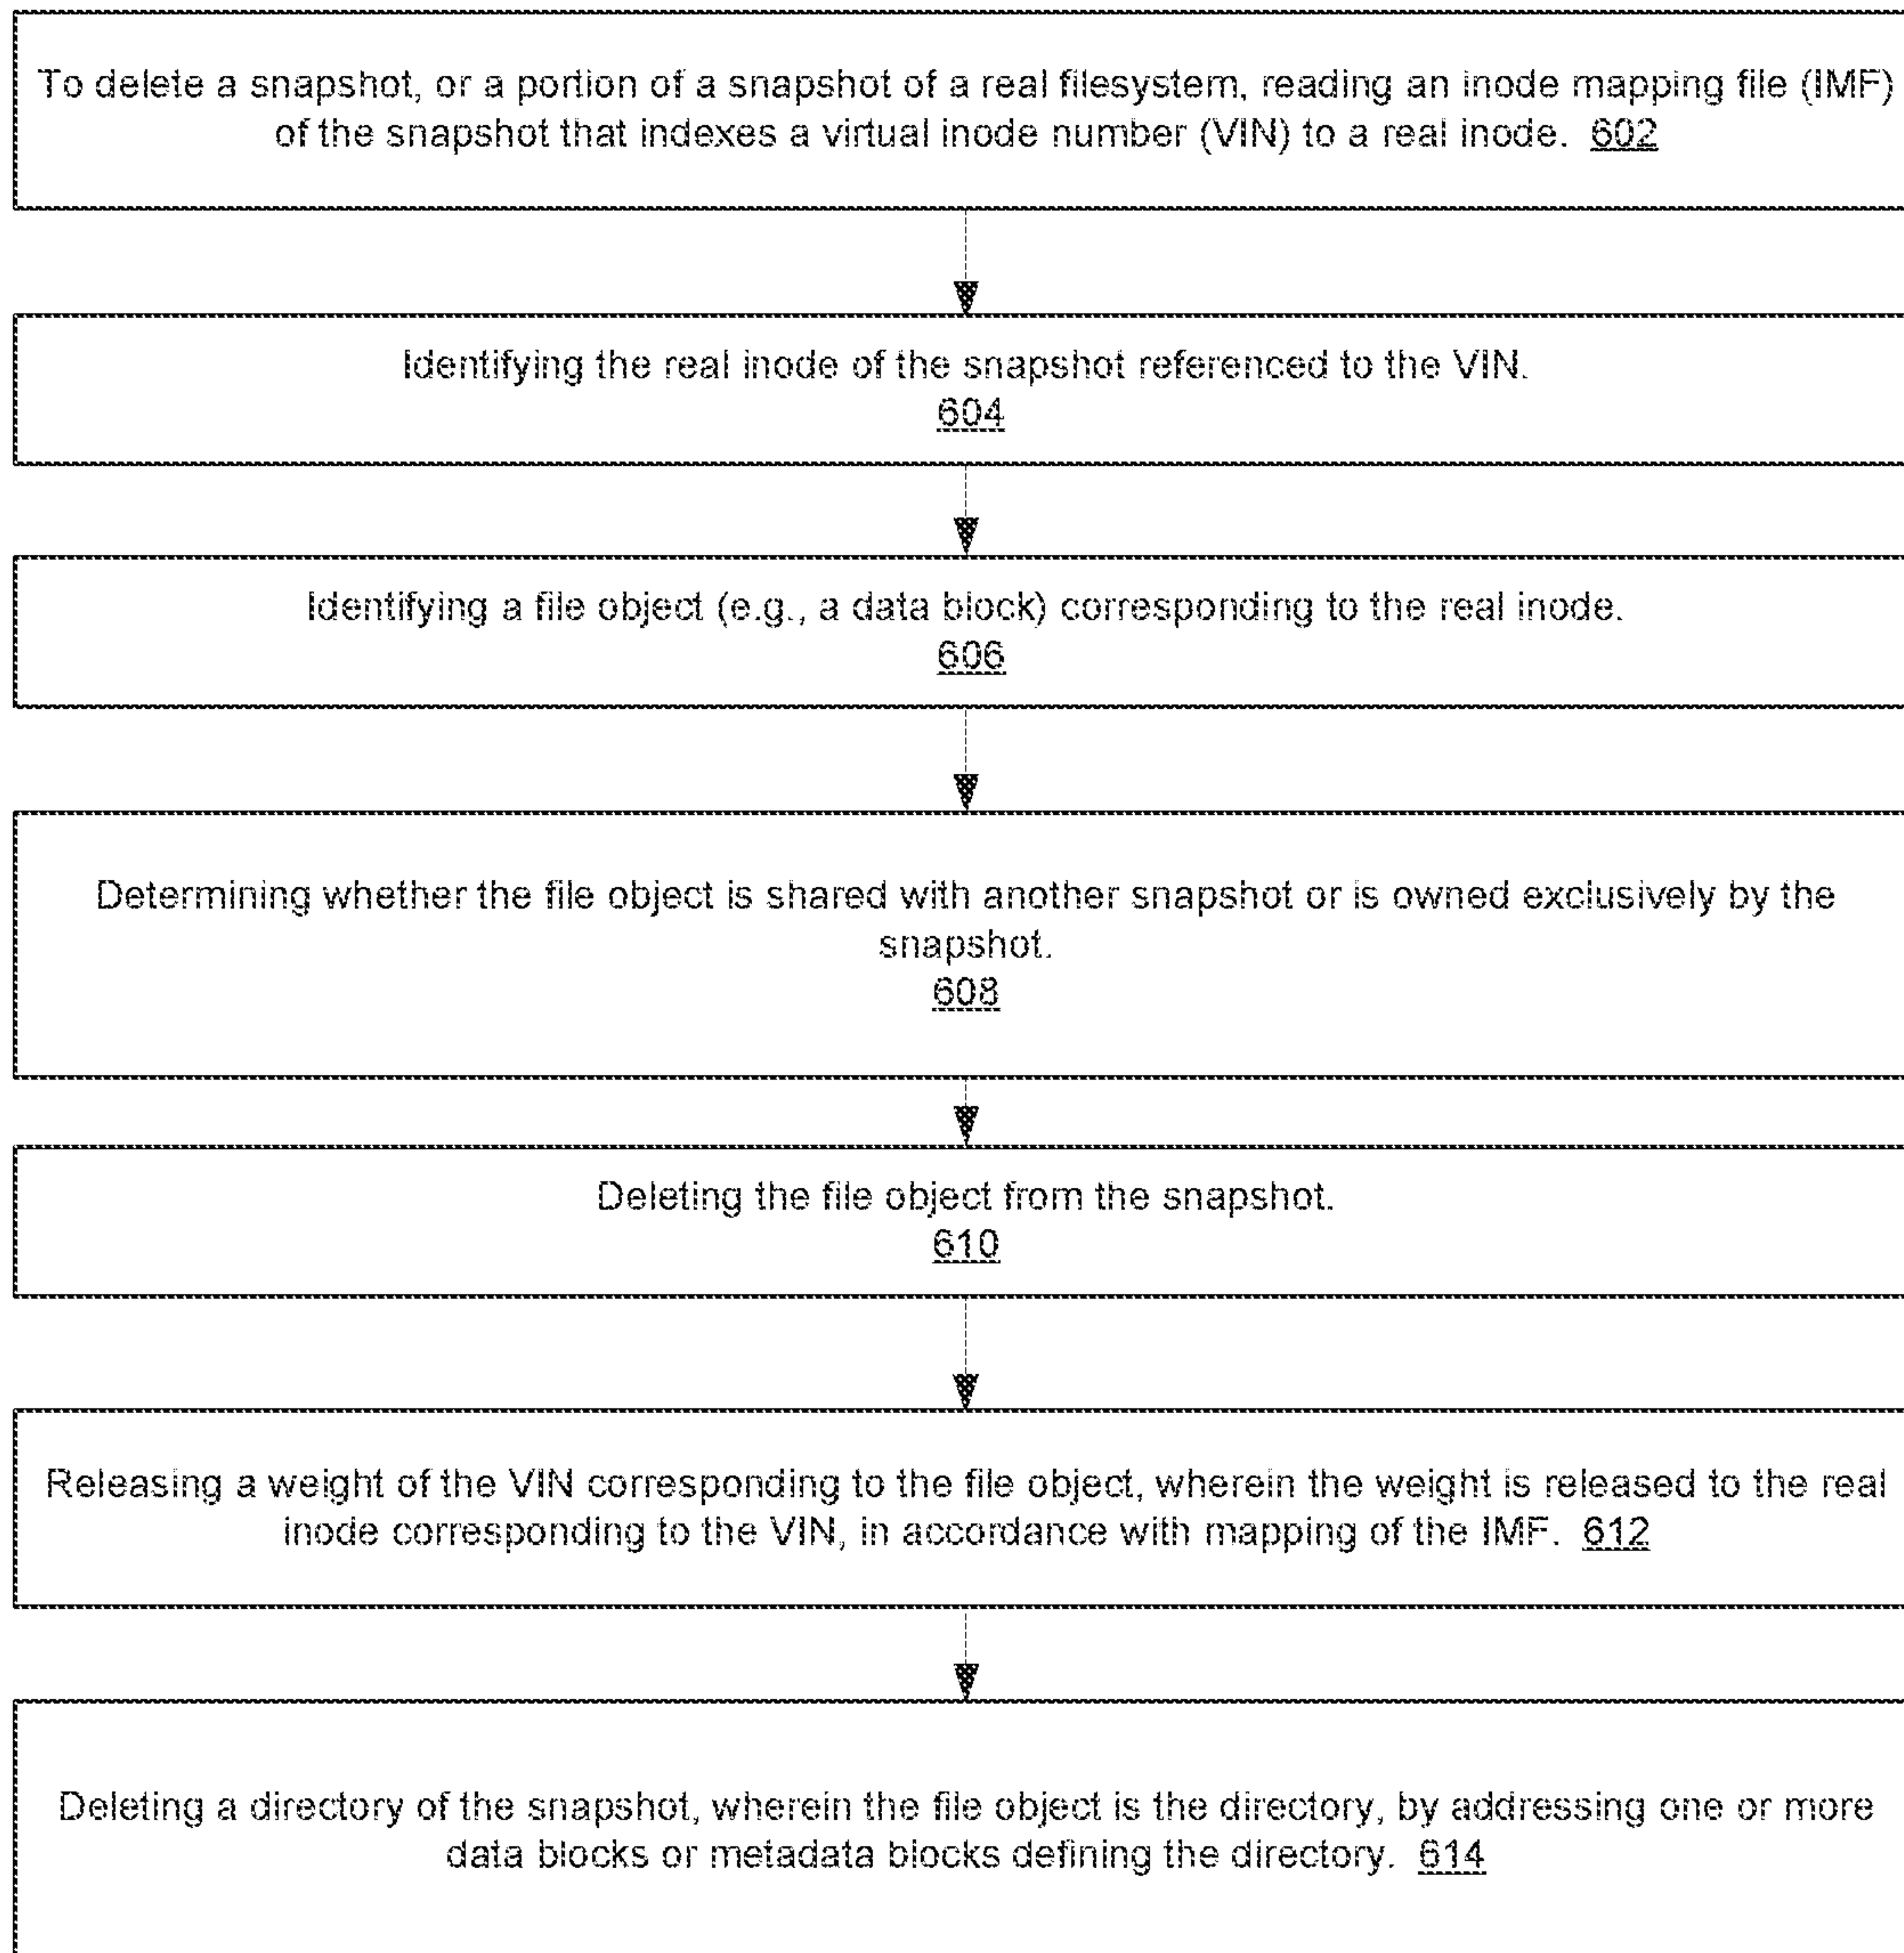 To delete a snapshot, or a portion of a snapshot of a real filesystem, reading an inode mapping file (IMF)
of the snapshot that indexes a virtual inode number (VIN) to a real inode. 602
Identifying the real inode of the snapshot referenced to the VIN.
604
Identifying a file object (e.g., a data block) corresponding to the real inode.
606
Determining whether the file object is shared with another snapshot or is owned exclusively by the
snapshot.
608
Deleting the file object from the snapshot.
610
Releasing a weight of the VIN corresponding to the file object, wherein the weight is released to the real
inode corresponding to the VIN, in accordance with mapping of the IMF. 612
Deleting a directory of the snapshot, wherein the file object is the directory, by addressing one or more
data blocks or metadata blocks defining the directory. 614